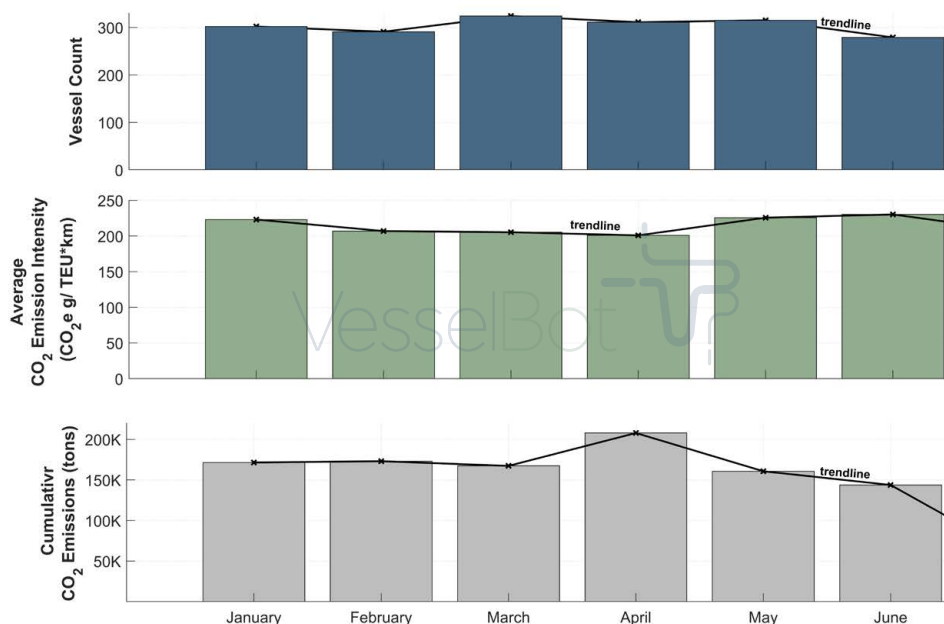 300
200
100
0
Vessel Count
trendline
250
200
150
100
50
0
Average
CO2 Emission Intensity
(CO2e g/ TEU*km)
trendline
VesselBot
200K
150K
100K
50K
Cumulativr
CO2 Emissions (tons)
trendline
January February March April May June